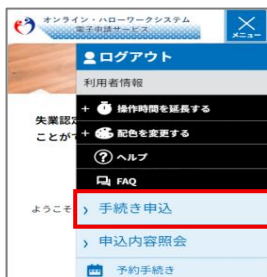 オンライン・ハローワークシステム
電子申請サービス
メニュー
ログアウト
利用者情報
+ 操作時間を延長する
+ 配色を変更する
? ヘルプ
FAQ
失業認定
ことがで
ようこそ
手続き申込
申込内容照会
予約手続き